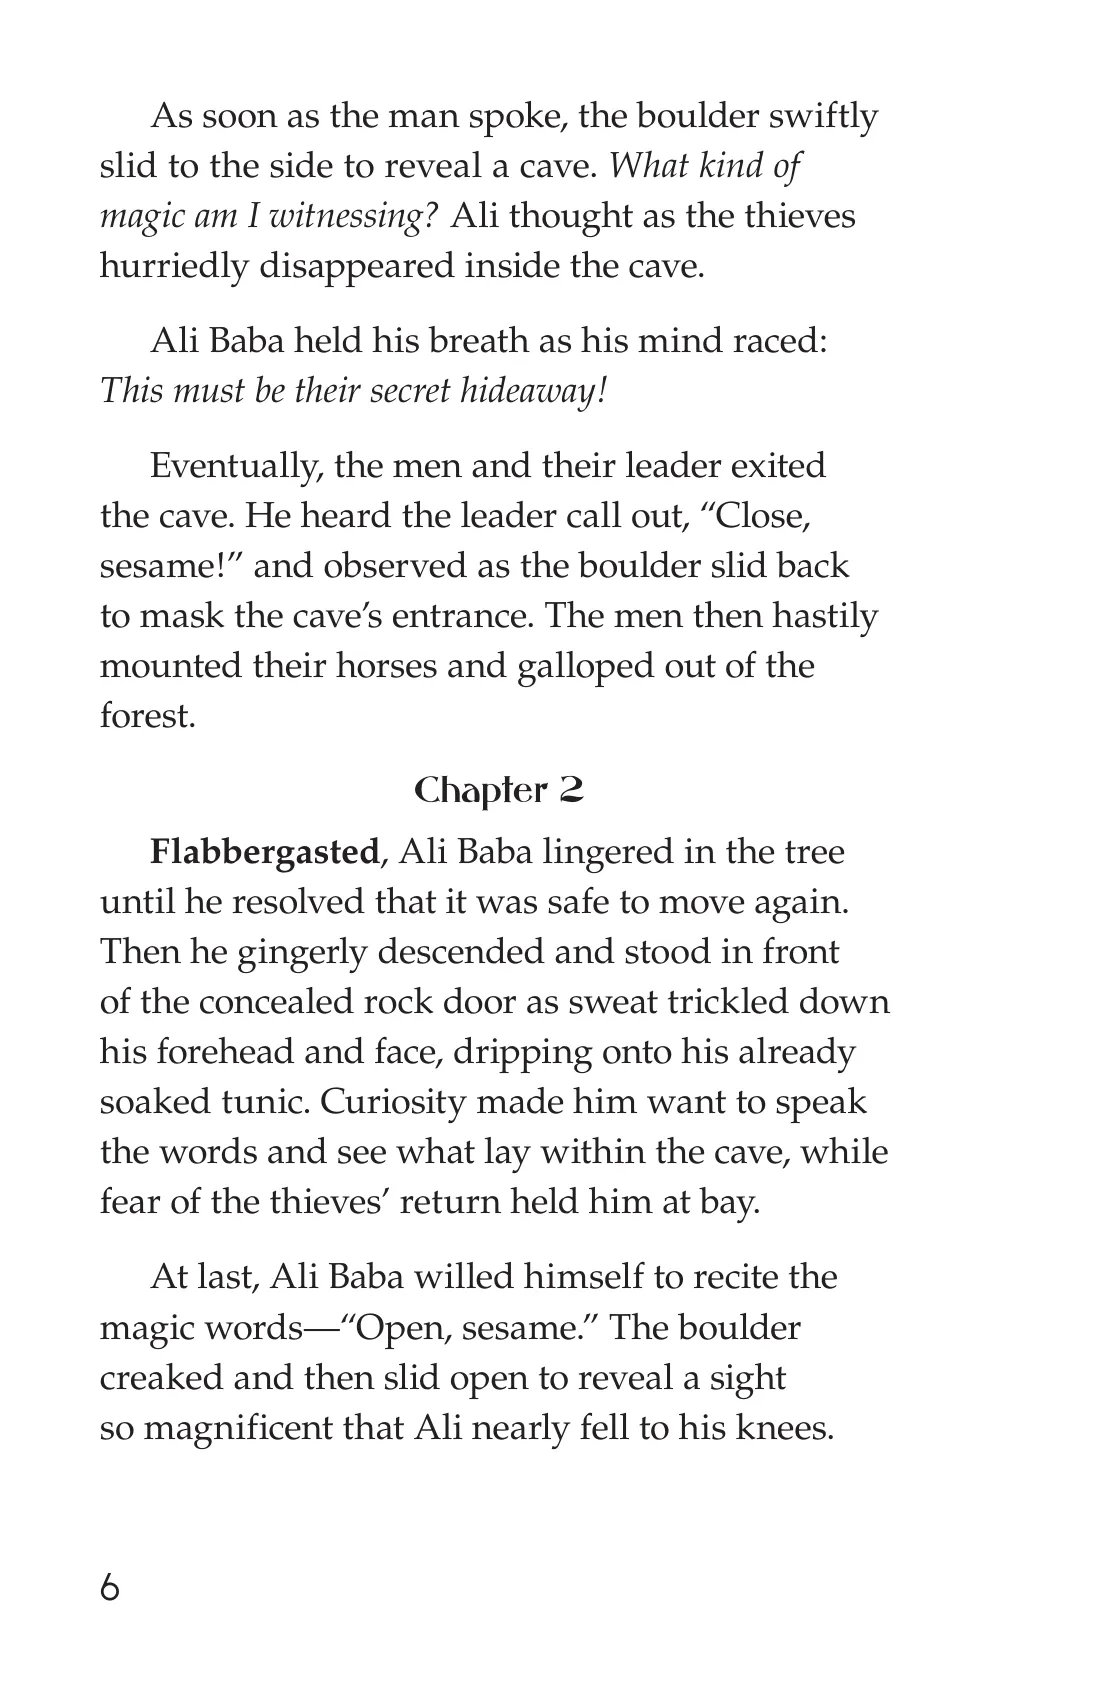 As soon as the man spoke, the boulder swiftly
slid to the side to reveal a cave. What kind of
magic am I witnessing? Ali thought as the thieves
hurriedly disappeared inside the cave.
Ali Baba held his breath as his mind raced:
This must be their secret hideaway!
Eventually, the men and their leader exited
the cave. He heard the leader call out, “Close,
sesame!” and observed as the boulder slid back
to mask the cave’s entrance. The men then hastily
mounted their horses and galloped out of the
forest.
Chapter 2
Flabbergasted, Ali Baba lingered in the tree
until he resolved that it was safe to move again.
Then he gingerly descended and stood in front
of the concealed rock door as sweat trickled down
his forehead and face, dripping onto his already
soaked tunic. Curiosity made him want to speak
the words and see what lay within the cave, while
fear of the thieves’ return held him at bay.
At last, Ali Baba willed himself to recite the
magic words—“Open, sesame.” The boulder
creaked and then slid open to reveal a sight
so magnificent that Ali nearly fell to his knees.
6